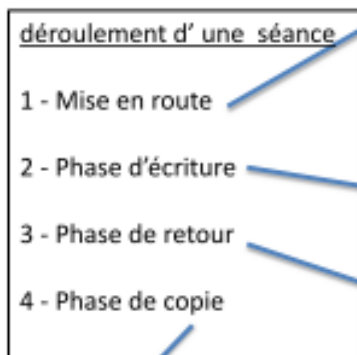 déroulement d' une séance
1 - Mise en route
2 - Phase d'écriture
3 - Phase de retour
4 - Phase de copie